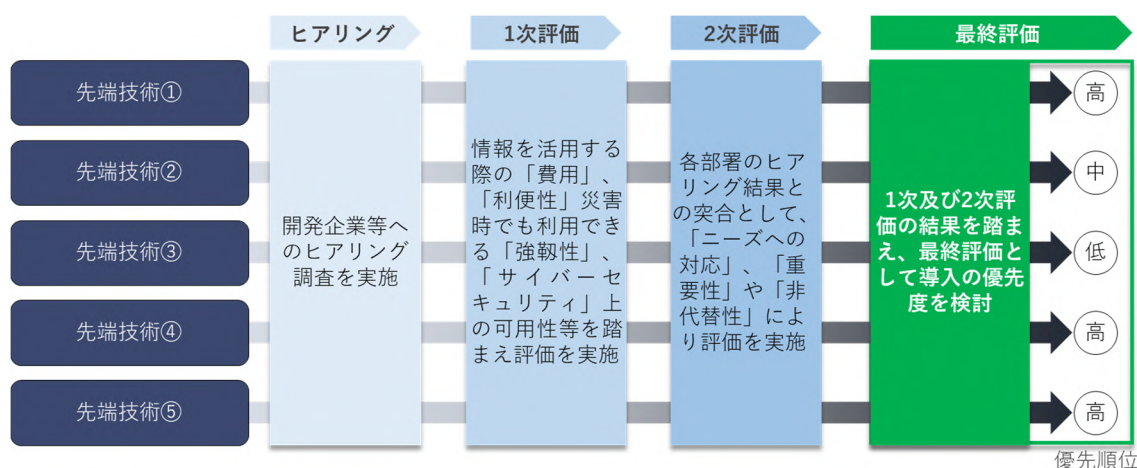 ヒアリング
1次評価
2次評価
最終評価
先端技術①
先端技術②
先端技術③
先端技術④
先端技術⑤
開発企業等へ
のヒアリング
調査を実施
情報を活用する
際の「費用」、
「利便性」災害
時でも利用でき
る「強靱性」、
「サイバーセ
キュリティ」上
の可用性等を踏
まえ評価を実施
各部署のヒア
リング結果と
の突合として、
「ニーズへの
対応」、「重
要性」や「非
代替性」によ
り評価を実施
1次及び2次評
価の結果を踏ま
え、最終評価と
して導入の優先
度を検討
高
中
低
高
高
優先順位